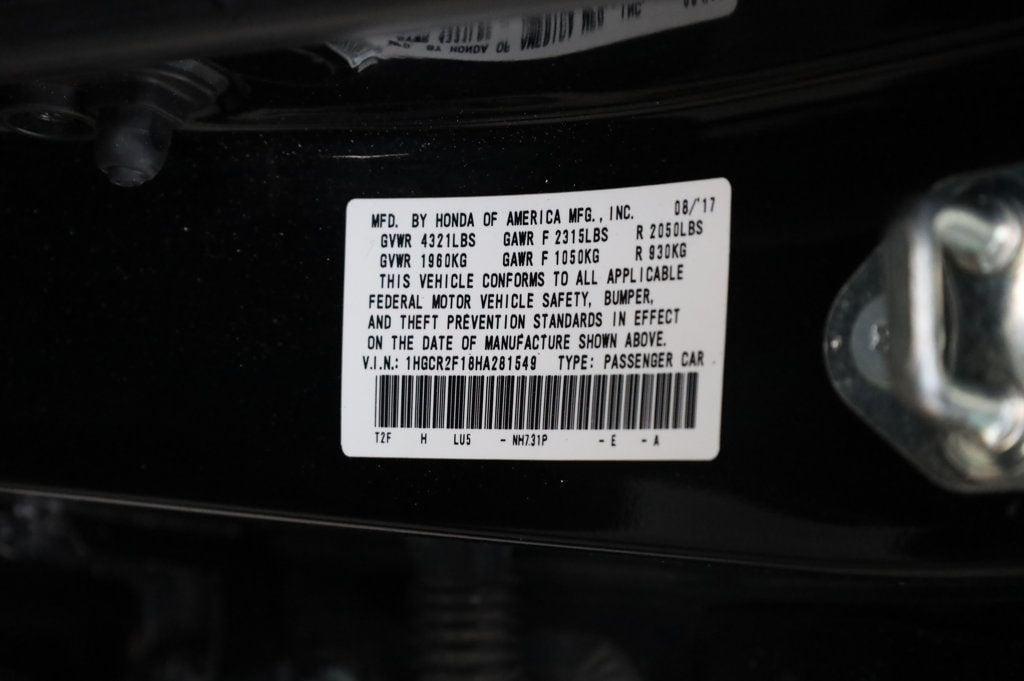 MFD. BY HONDA OF AMERICA MFG., INC. 08/'17
GVWR 4321LBS GAWR F 2315LBS R 2050LBS
GVWR 1960KG GAWR F 1050KG R 930KG
THIS VEHICLE CONFORMS TO ALL APPLICABLE
FEDERAL MOTOR VEHICLE SAFETY, BUMPER,
AND THEFT PREVENTION STANDARDS IN EFFECT
ON THE DATE OF MANUFACTURE SHOWN ABOVE.
V.I.N.: 1HGCR2F18HA281549 TYPE: PASSENGER CAR
T2F H LU5 - NH731P - E - A